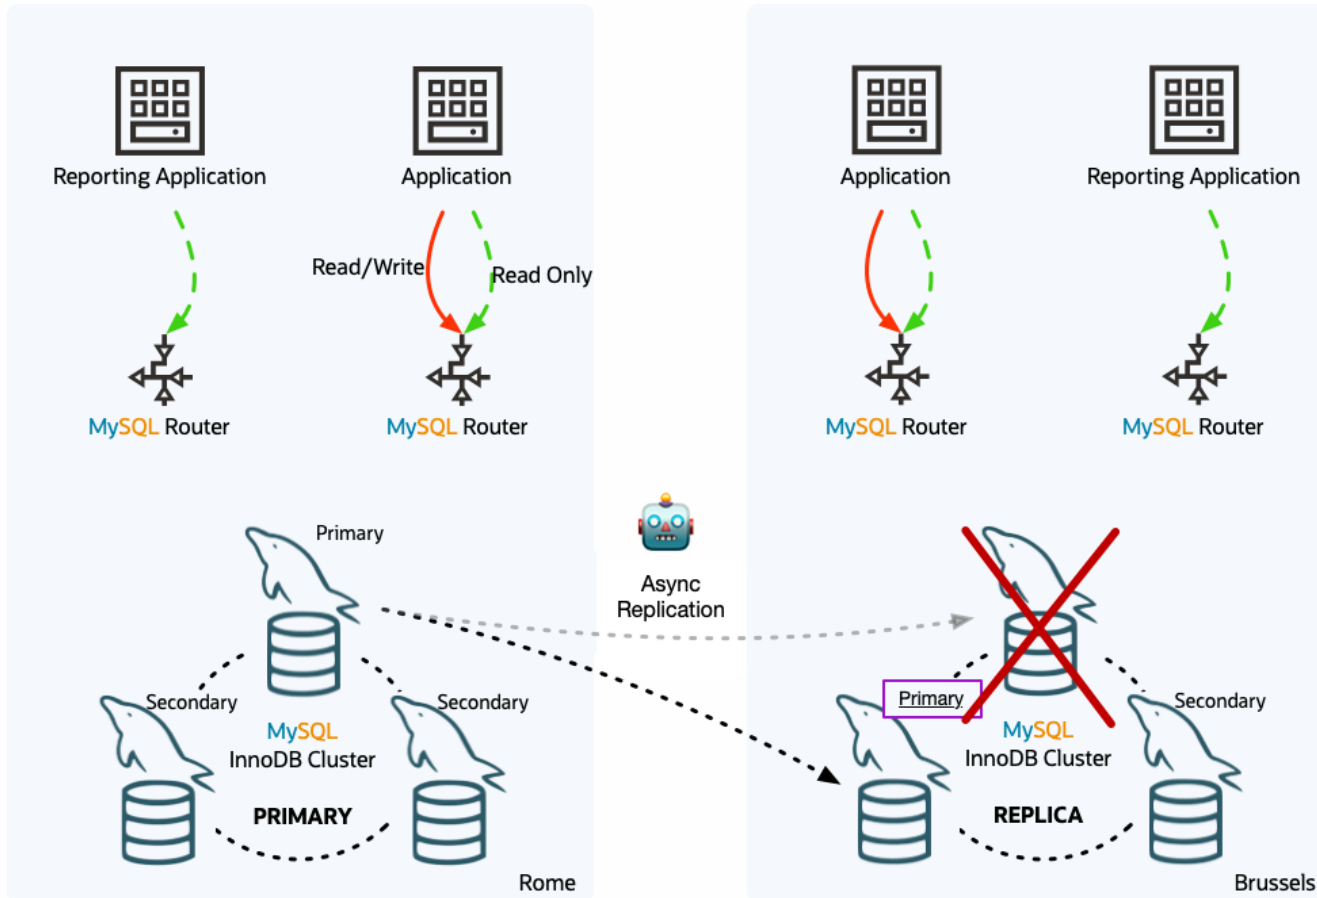 Reporting Application
Application
Application
Reporting Application
Read/Write
Read Only
MySQL Router
MySQL Router
MySQL Router
MySQL Router
Primary
Async
Replication
Secondary
Secondary
Primary
Secondary
MySQL
InnoDB Cluster
MySQL
InnoDB Cluster
PRIMARY
REPLICA
Rome
Brussels